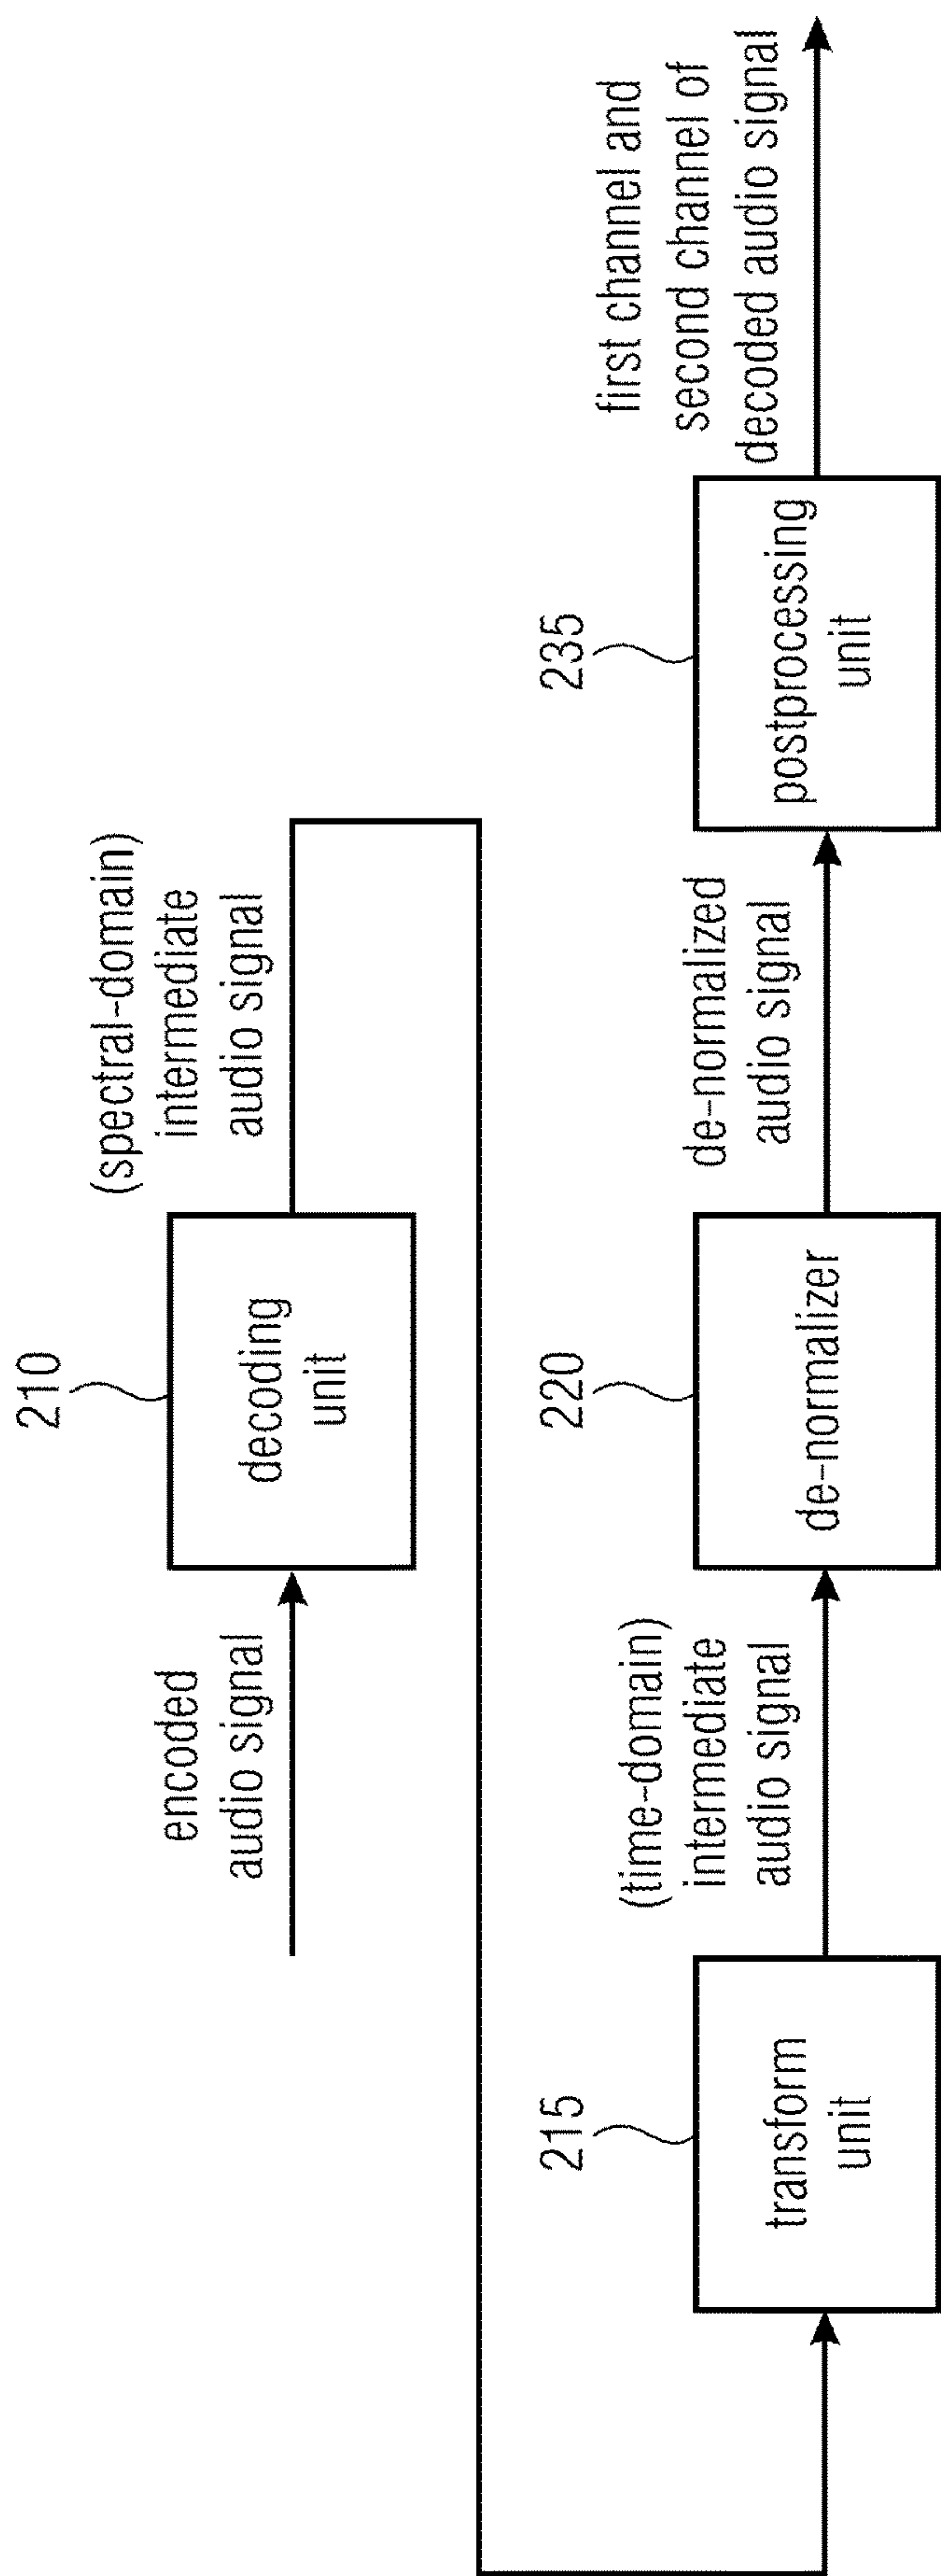 210
encoded
audio signal
decoding
unit
(spectral-domain)
intermediate
audio signal
215
transform
unit
(time-domain)
intermediate
audio signal
220
de-normalizer
de-normalized
audio signal
235
postprocessing
unit
first channel and
second channel of
decoded audio signal